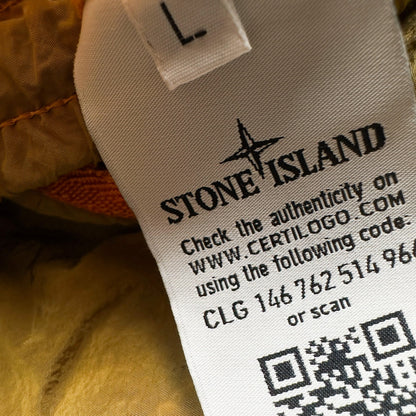 L
STONE ISLAND
Check the authenticity on
WWW.CERTILOGO.COM
using the following code:
CLG 146 762 514 966
or scan